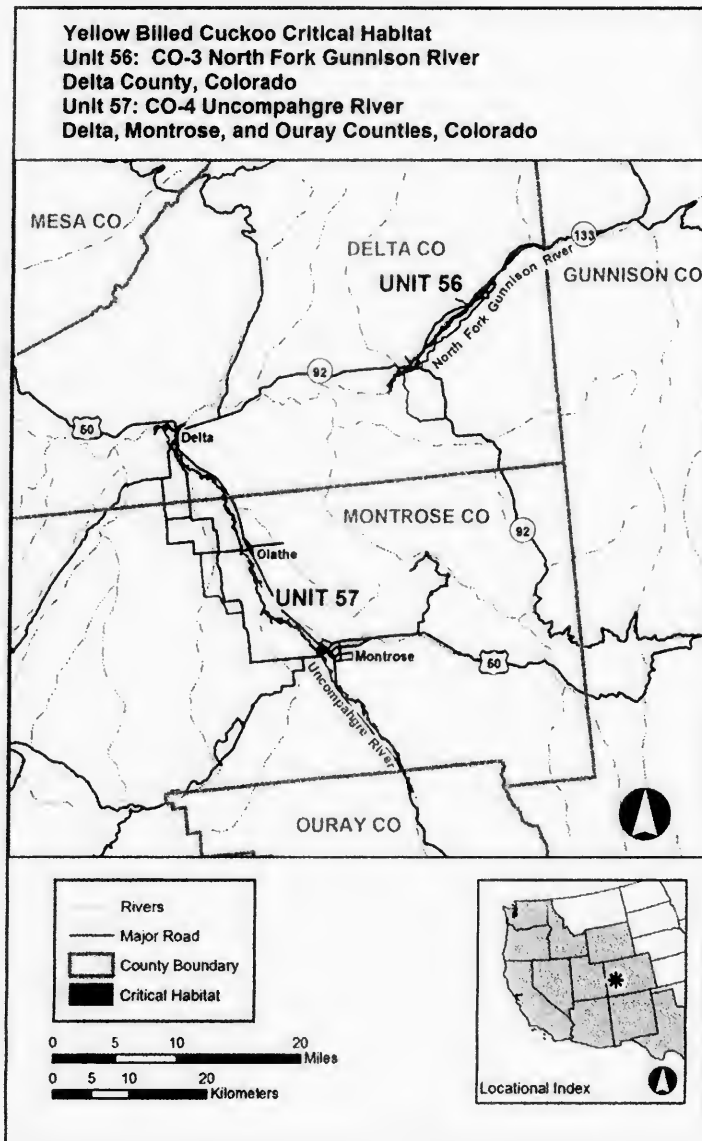 Yellow Billed Cuckoo Critical Habitat
Unit 56: CO-3 North Fork Gunnison River
Delta County, Colorado
Unit 57: CO-4 Uncompahgre River
Delta, Montrose, and Ouray Counties, Colorado
MESA CO
DELTA CO
133
UNIT 56
GUNNISON CO
North Fork Gunnison River
92
50
Delta
MONTROSE CO
92
Olathe
UNIT 57
Montrose
50
Uncompahgre River
OURAY CO
Rivers
Major Road
County Boundary
Critical Habitat
0 5 10 20
Miles
0 5 10 20
Kilometers
Locational Index